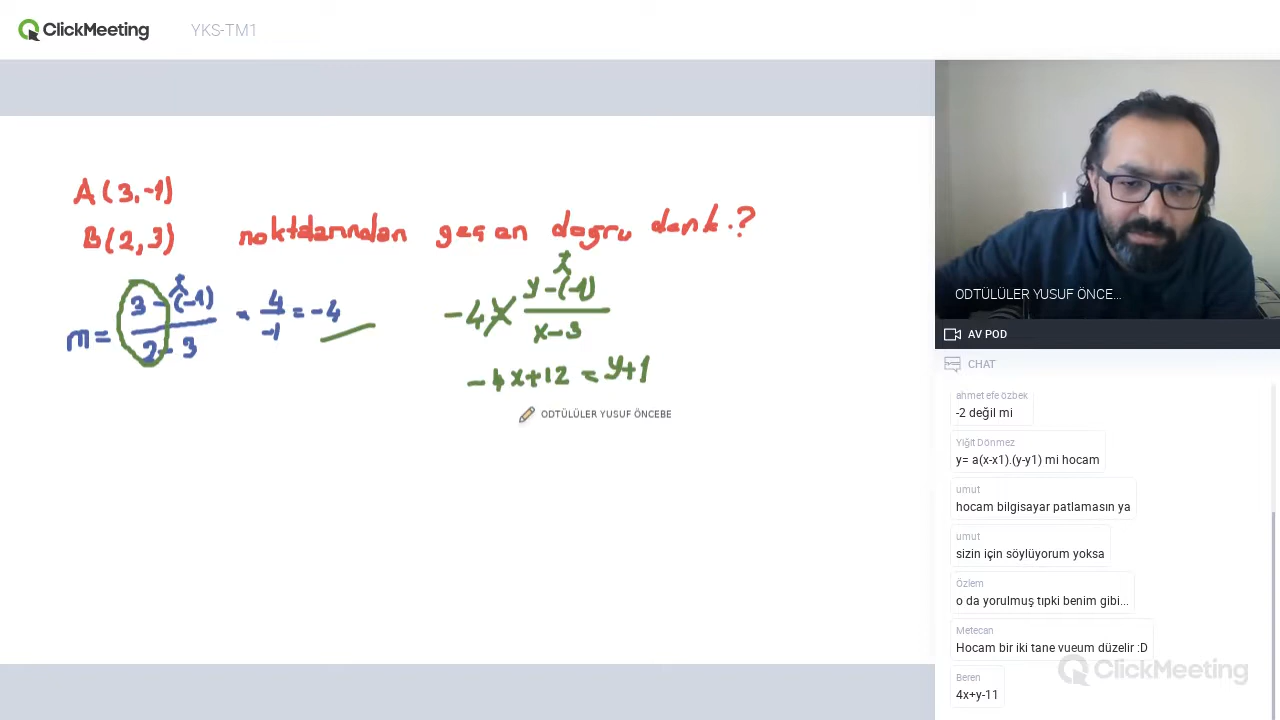 ClickMeeting
YKS-TM1
A(3,-1)
B(2,3) noktalarından geçen doğru denk.?
m = 3-(-1) / 2-3 = 4/-1 = -4
-4 = y-(-1) / x-3
-4x+12 = y+1
ODTÜLÜLER YUSUF ÖNCEBE
ODTÜLÜLER YUSUF ÖNCE...
AV POD
CHAT
ahmet efe özbek
-2 değil mi
Yiğit Dönmez
y= a(x-x1).(y-y1) mi hocam
umut
hocam bilgisayar patlamasın ya
umut
sizin için söylüyorum yoksa
Özlem
o da yorulmuş tıpki benim gibi...
Metecan
Hocam bir iki tane vueum düzelir :D
ClickMeeting
Beren
4x+y-11